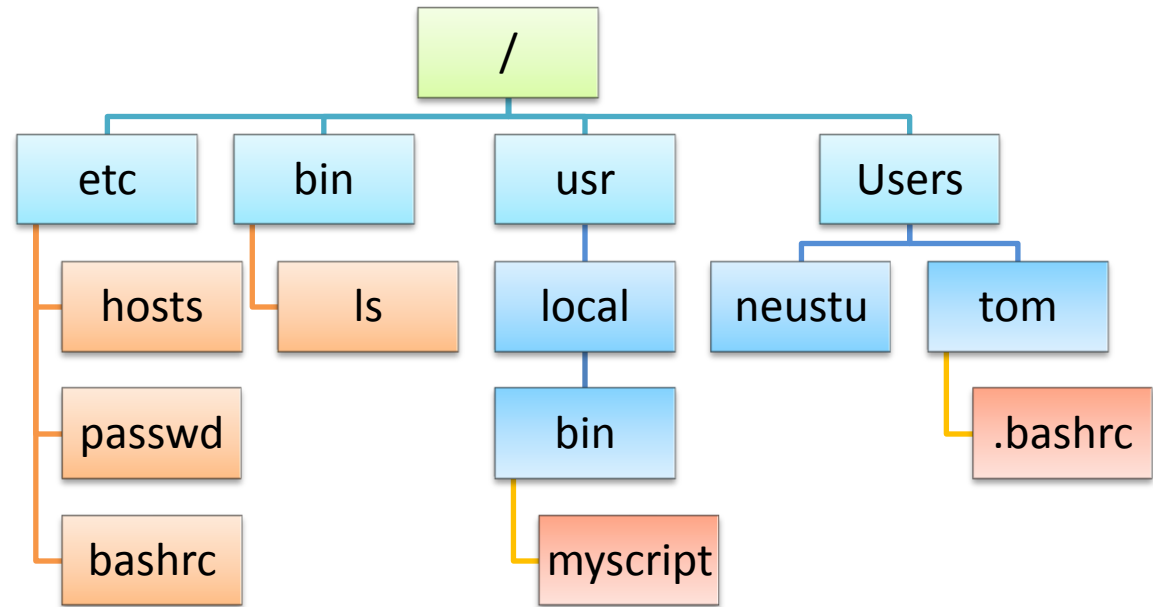 /
etc
bin
usr
Users
hosts
ls
local
neustu
tom
passwd
bin
.bashrc
bashrc
myscript